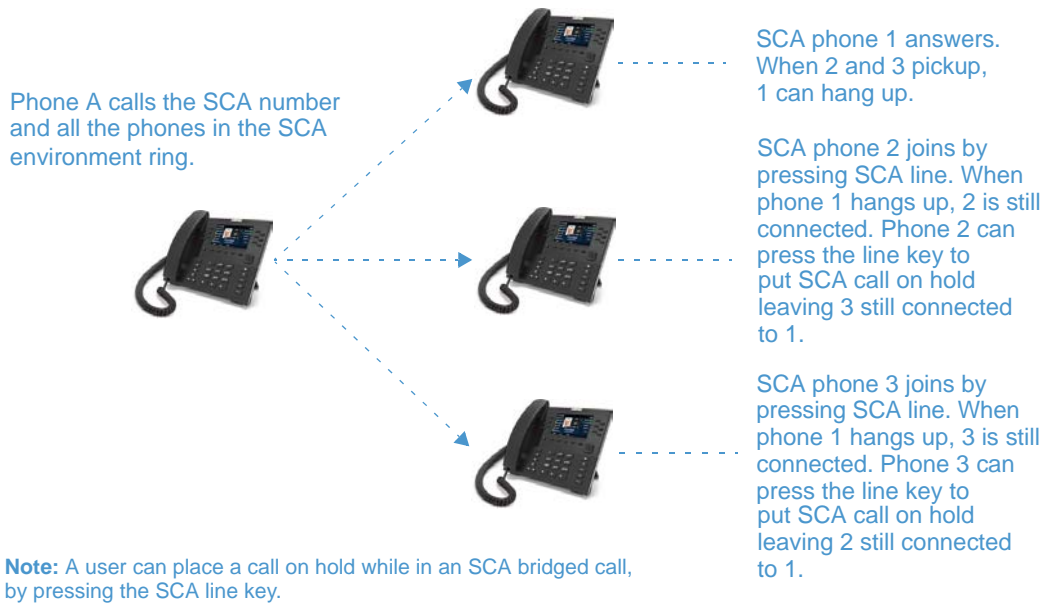 Phone A calls the SCA number
and all the phones in the SCA
environment ring.
SCA phone 1 answers.
When 2 and 3 pickup,
1 can hang up.
SCA phone 2 joins by
pressing SCA line. When
phone 1 hangs up, 2 is still
connected. Phone 2 can
press the line key to
put SCA call on hold
leaving 3 still connected
to 1.
SCA phone 3 joins by
pressing SCA line. When
phone 1 hangs up, 3 is still
connected. Phone 3 can
press the line key to
put SCA call on hold
leaving 2 still connected
to 1.
Note: A user can place a call on hold while in an SCA bridged call,
by pressing the SCA line key.